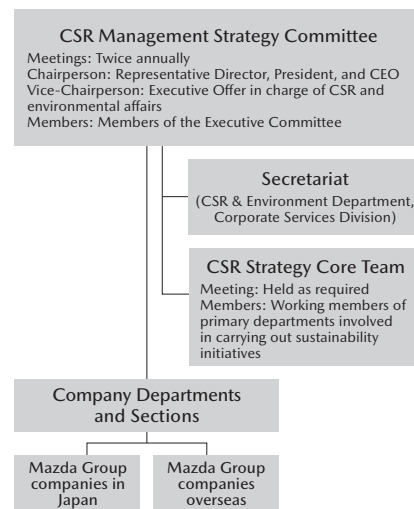 CSR Management Strategy Committee
Meetings: Twice annually
Chairperson: Representative Director, President, and CEO
Vice-Chairperson: Executive Offer in charge of CSR and
environmental affairs
Members: Members of the Executive Committee
Secretariat
(CSR & Environment Department,
Corporate Services Division)
CSR Strategy Core Team
Meeting: Held as required
Members: Working members of
primary departments involved
in carrying out sustainability
initiatives
Company Departments
and Sections
Mazda Group
companies in
Japan
Mazda Group
companies
overseas